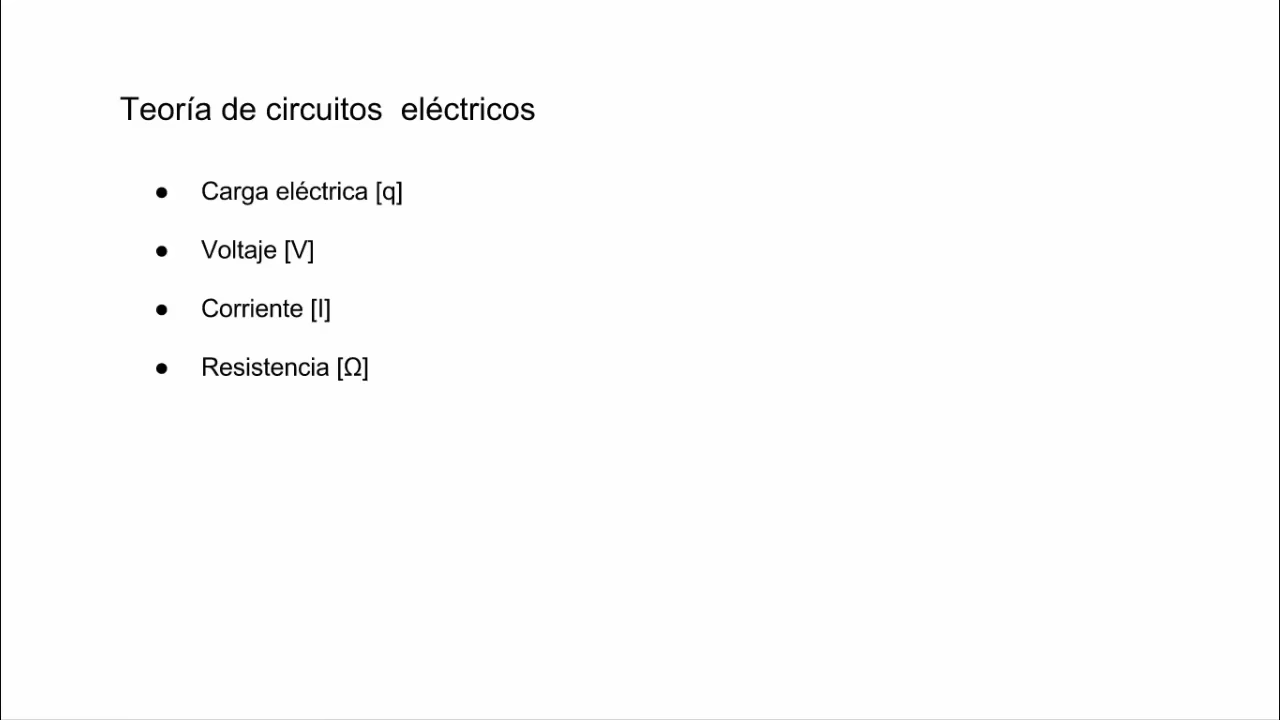 Teoría de circuitos  eléctricos
● Carga eléctrica [q]
● Voltaje [V]
● Corriente [I]
● Resistencia [Ω]